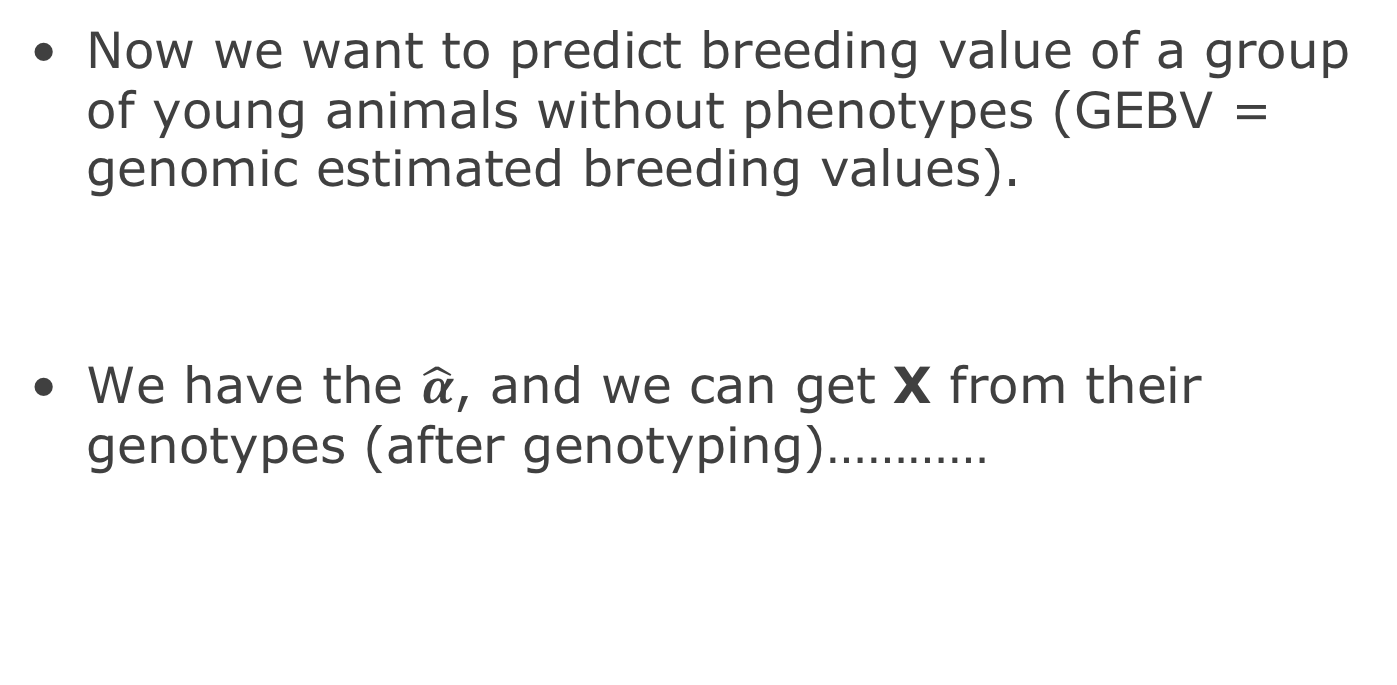 • Now we want to predict breeding value of a group
of young animals without phenotypes (GEBV =
genomic estimated breeding values).
• We have the α̂, and we can get X from their
genotypes (after genotyping)............